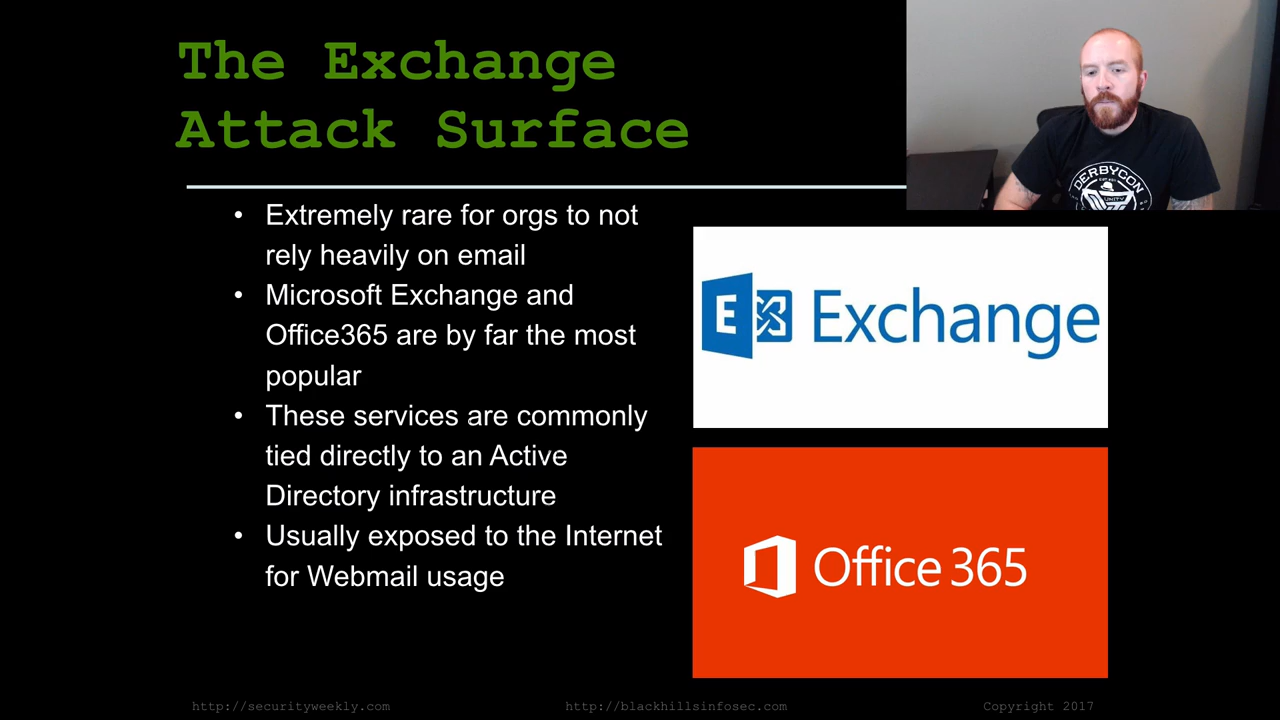 The Exchange
Attack Surface
DERBYCON
UNITY
• Extremely rare for orgs to not
rely heavily on email
• Microsoft Exchange and
Office365 are by far the most
popular
• These services are commonly
tied directly to an Active
Directory infrastructure
• Usually exposed to the Internet
for Webmail usage
E Exchange
Office 365
http://securityweekly.com
http://blackhillsinfosec.com
Copyright 2017